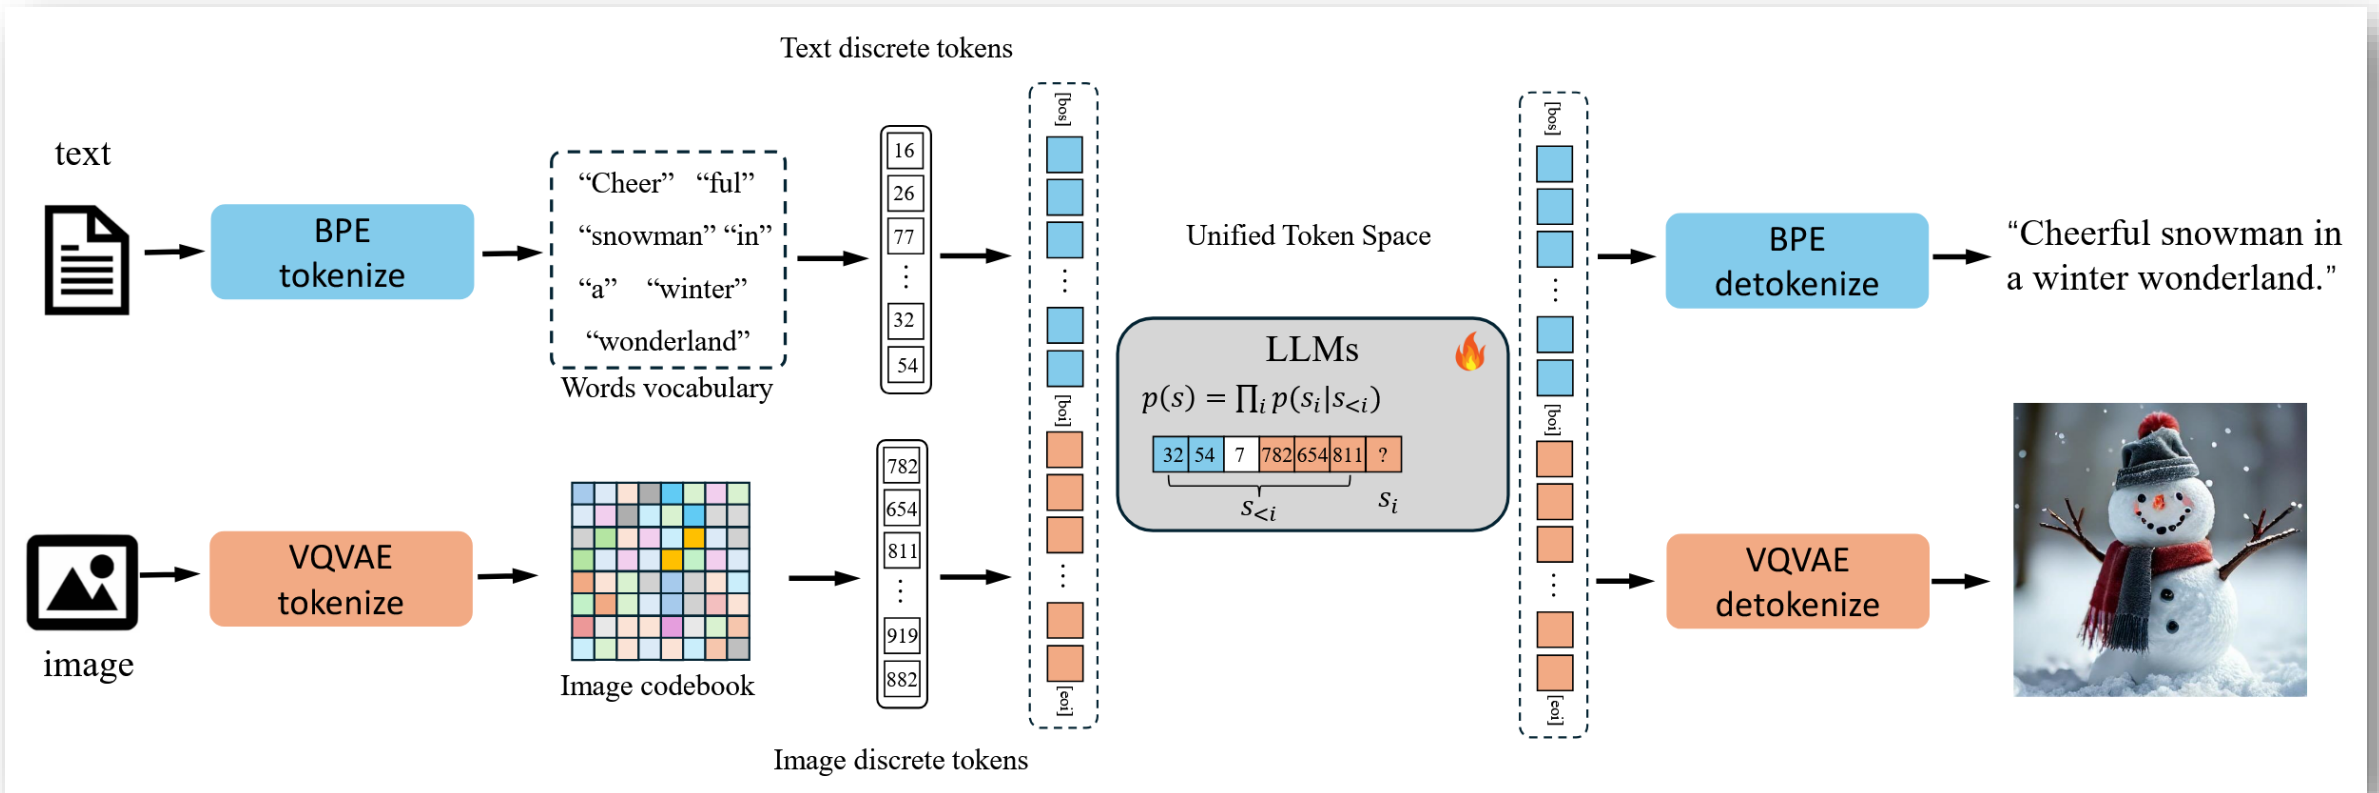 Text discrete tokens
text
BPE
tokenize
“Cheer” “ful”
“snowman” “in”
“a” “winter”
“wonderland”
Words vocabulary
16
26
77
⋮
32
54
[bos]
[boi]
[eoi]
image
VQVAE
tokenize
Image codebook
782
654
811
⋮
919
882
Image discrete tokens
Unified Token Space
LLMs
p(s) = ∏ᵢ p(sᵢ|s<ᵢ)
32 54 7 782 654 811 ?
s<ᵢ sᵢ
[bos]
[boi]
[eoi]
BPE
detokenize
“Cheerful snowman in
a winter wonderland.”
VQVAE
detokenize